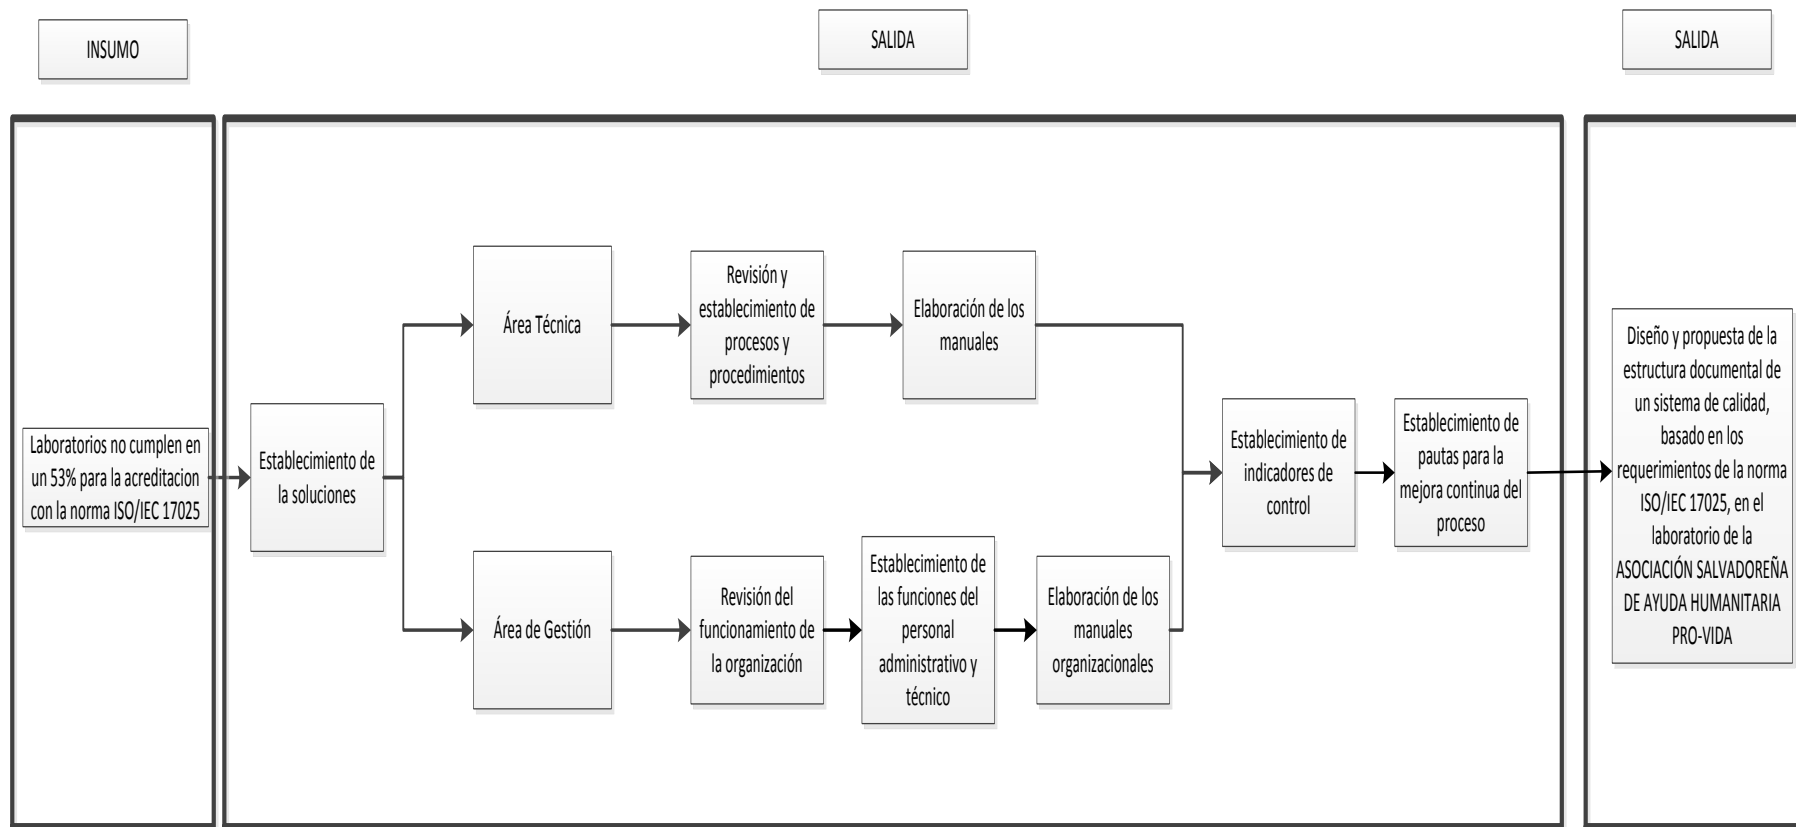 INSUMO
SALIDA
SALIDA
Laboratorios no cumplen en
un 53% para la acreditacion
con la norma ISO/IEC 17025
Establecimiento de
la soluciones
Área Técnica
Revisión y
establecimiento de
procesos y
procedimientos
Elaboración de los
manuales
Área de Gestión
Revisión del
funcionamiento de
la organización
Establecimiento de
las funciones del
personal
administrativo y
técnico
Elaboración de los
manuales
organizacionales
Establecimiento de
indicadores de
control
Establecimiento de
pautas para la
mejora continua del
proceso
Diseño y propuesta de la
estructura documental de
un sistema de calidad,
basado en los
requerimientos de la norma
ISO/IEC 17025, en el
laboratorio de la
ASOCIACIÓN SALVADOREÑA
DE AYUDA HUMANITARIA
PRO-VIDA